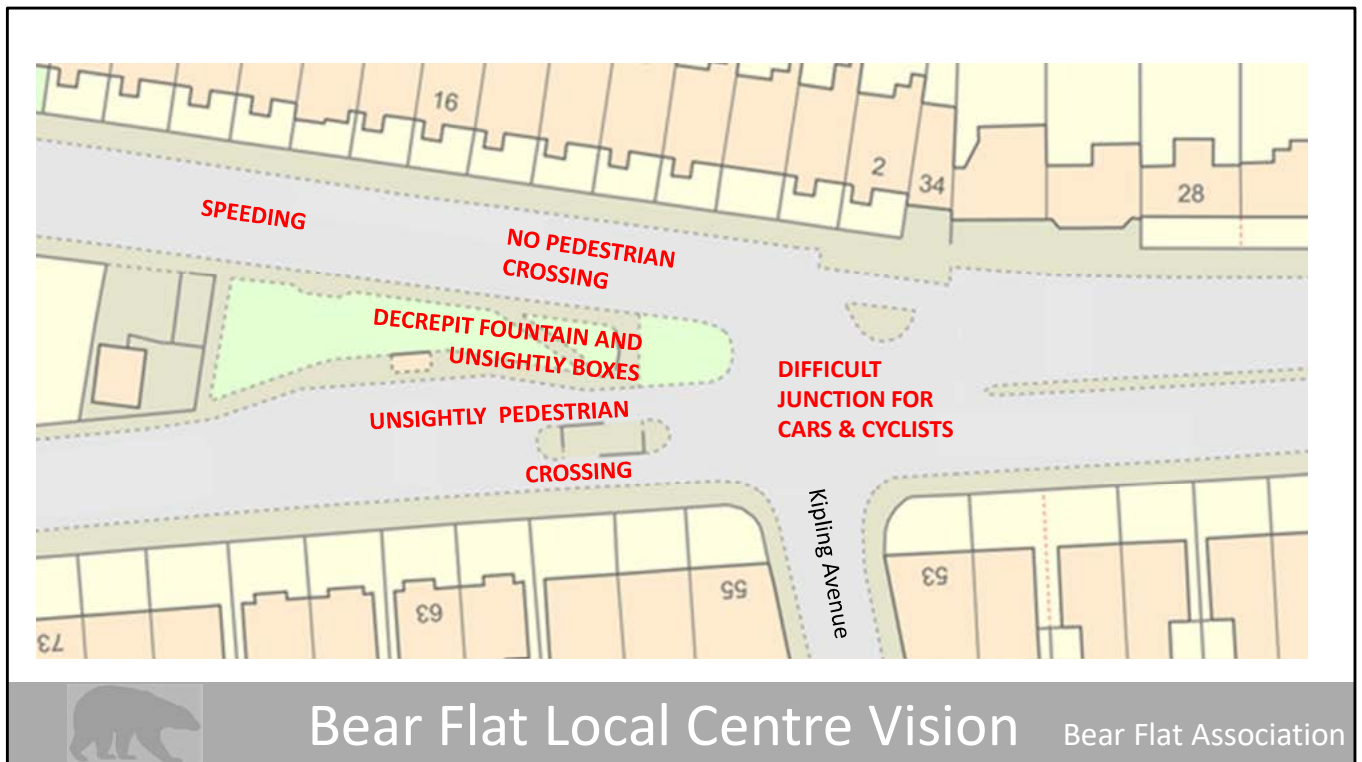 16
2
34
28
SPEEDING
NO PEDESTRIAN
CROSSING
DECREPIT FOUNTAIN AND
UNSIGHTLY BOXES
DIFFICULT
JUNCTION FOR
CARS & CYCLISTS
UNSIGHTLY PEDESTRIAN
CROSSING
Kipling Avenue
73
63
55
53
Bear Flat Local Centre Vision
Bear Flat Association